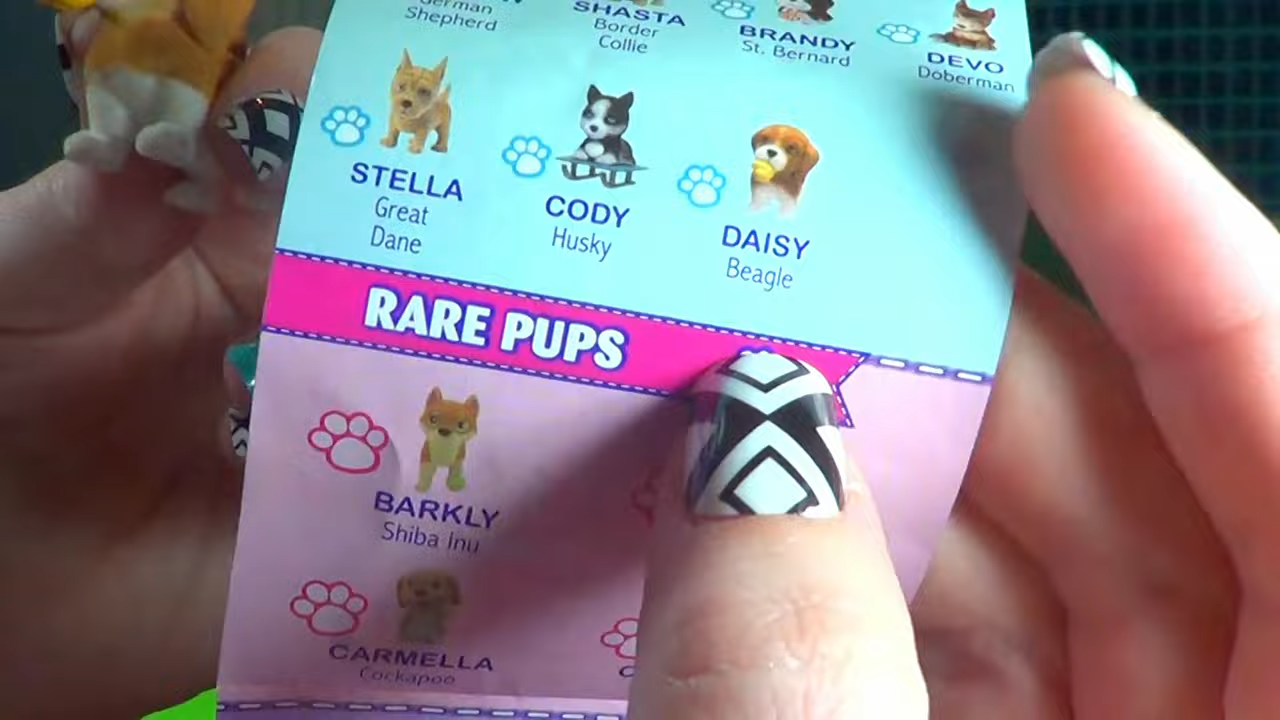 German
Shepherd
SHASTA
Border
Collie
BRANDY
St. Bernard
DEVO
Doberman
STELLA
Great
Dane
CODY
Husky
DAISY
Beagle
RARE PUPS
BARKLY
Shiba Inu
CARMELLA
Cockapoo